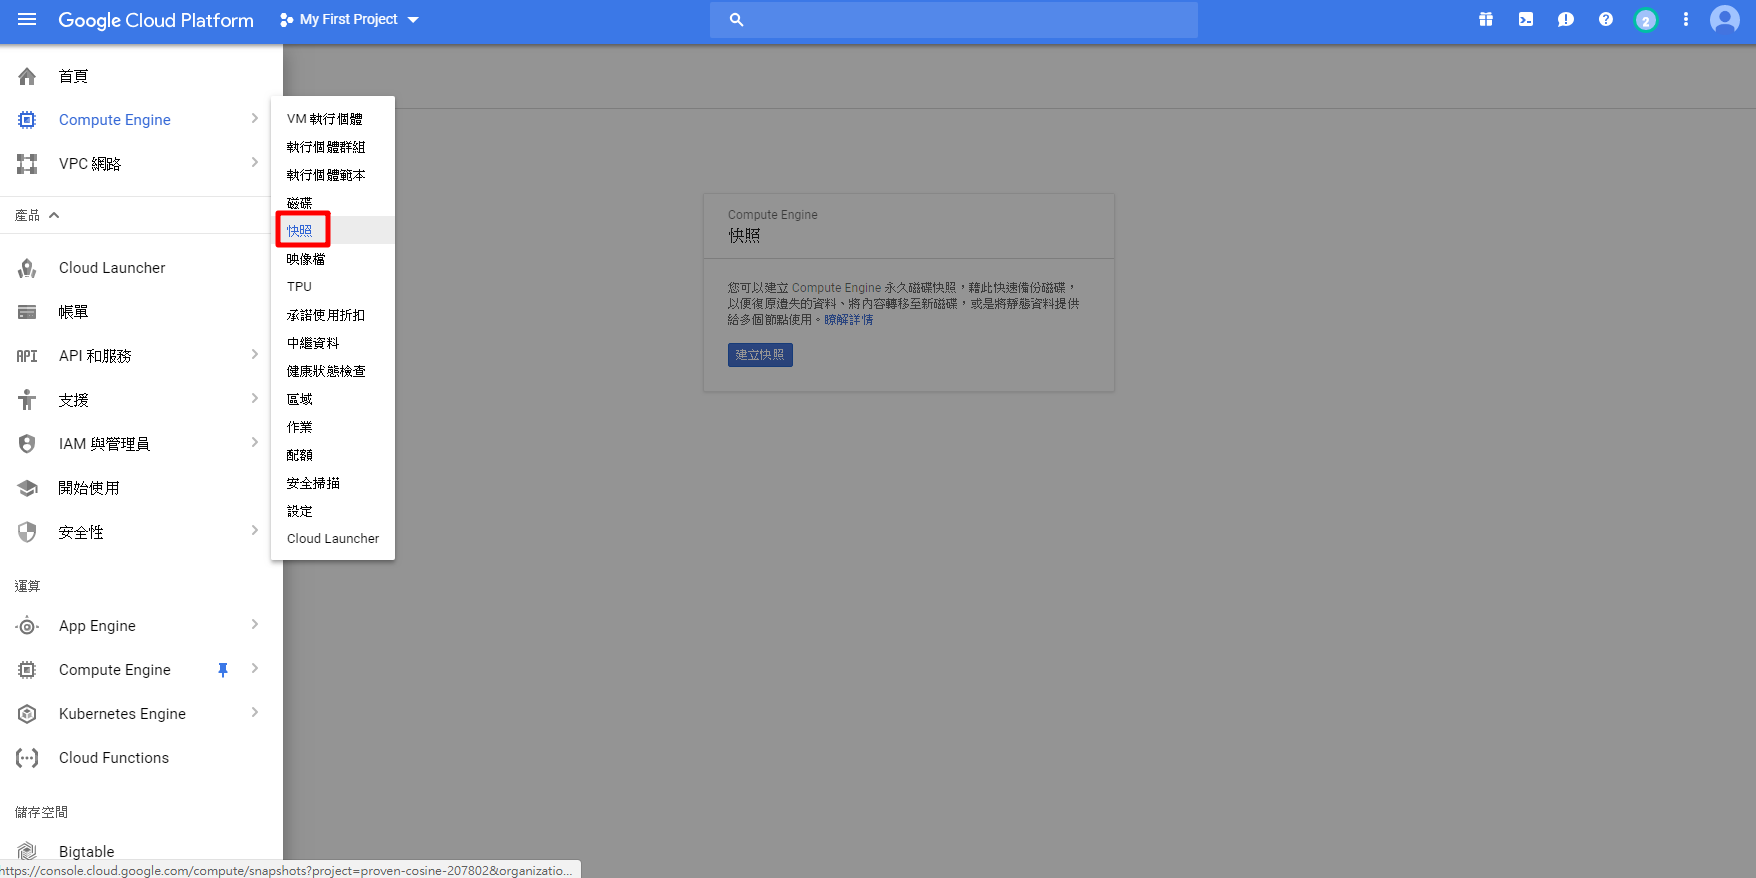 Google Cloud Platform
My First Project
2
首頁
Compute Engine
VPC 網路
產品
Cloud Launcher
帳單
API API 和服務
支援
IAM 與管理員
開始使用
安全性
運算
App Engine
Compute Engine
Kubernetes Engine
Cloud Functions
儲存空間
Bigtable
VM 執行個體
執行個體群組
執行個體範本
磁碟
快照
映像檔
TPU
承諾使用折扣
中繼資料
健康狀態檢查
區域
作業
配額
安全掃描
設定
Cloud Launcher
Compute Engine
快照
您可以建立 Compute Engine 永久磁碟快照，藉此快速備份磁碟，
以便復原遺失的資料、將內容轉移至新磁碟，或是將靜態資料提供
給多個節點使用。瞭解詳情
建立快照
https://console.cloud.google.com/compute/snapshots?project=proven-cosine-207802&organizatio...